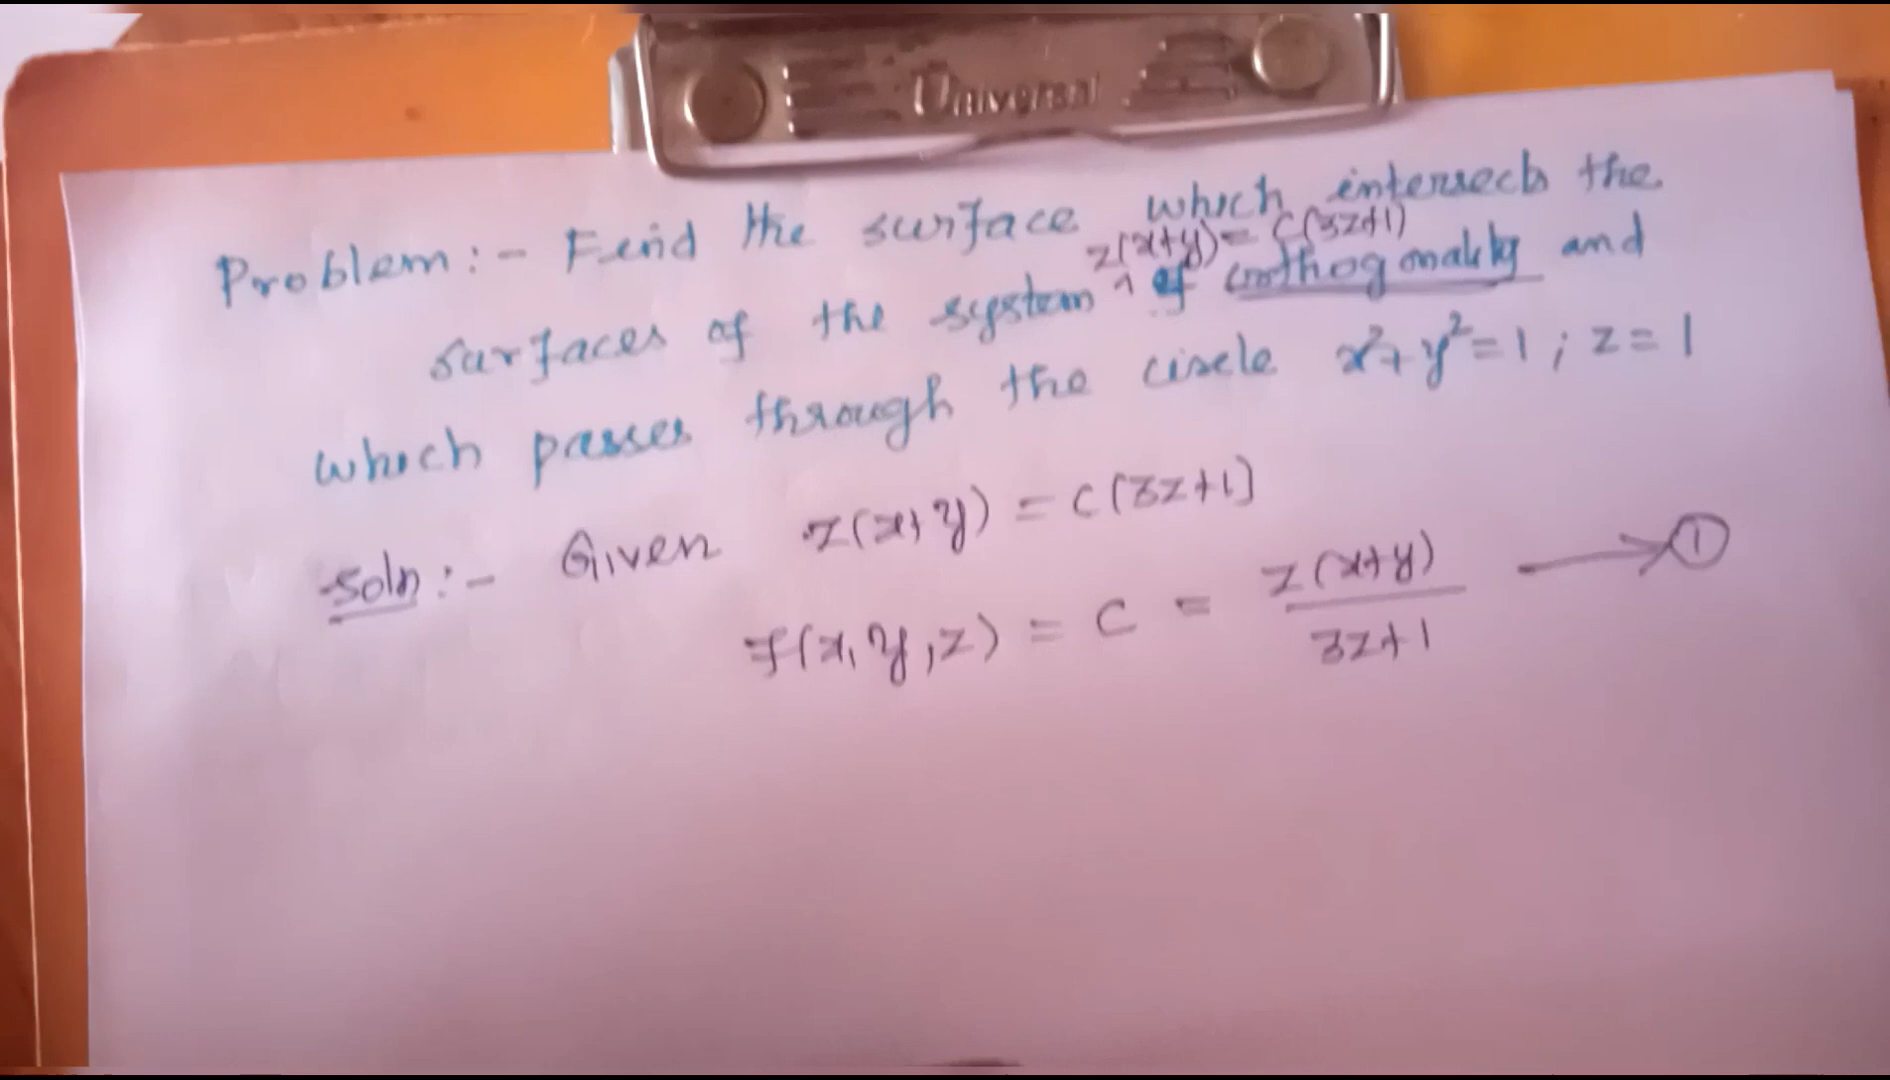 Universal
Problem :- Find the surface which intersects the
z(x+y) = C(3z+1)
surfaces of the system ^ of orthogonally and
which passes through the circle x²+y²=1 ; z=1
Soln :- Given z(x+y) = C(3z+1)
f(x,y,z) = C = z(x+y)/3z+1 → ①